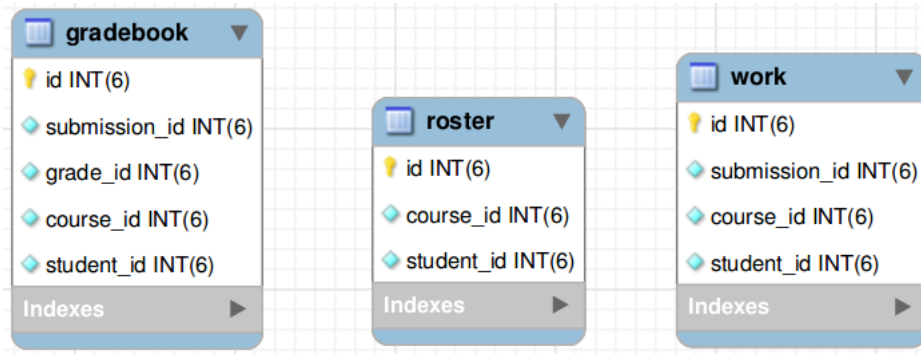 gradebook
id INT(6)
submission_id INT(6)
grade_id INT(6)
course_id INT(6)
student_id INT(6)
Indexes
roster
id INT(6)
course_id INT(6)
student_id INT(6)
Indexes
work
id INT(6)
submission_id INT(6)
course_id INT(6)
student_id INT(6)
Indexes